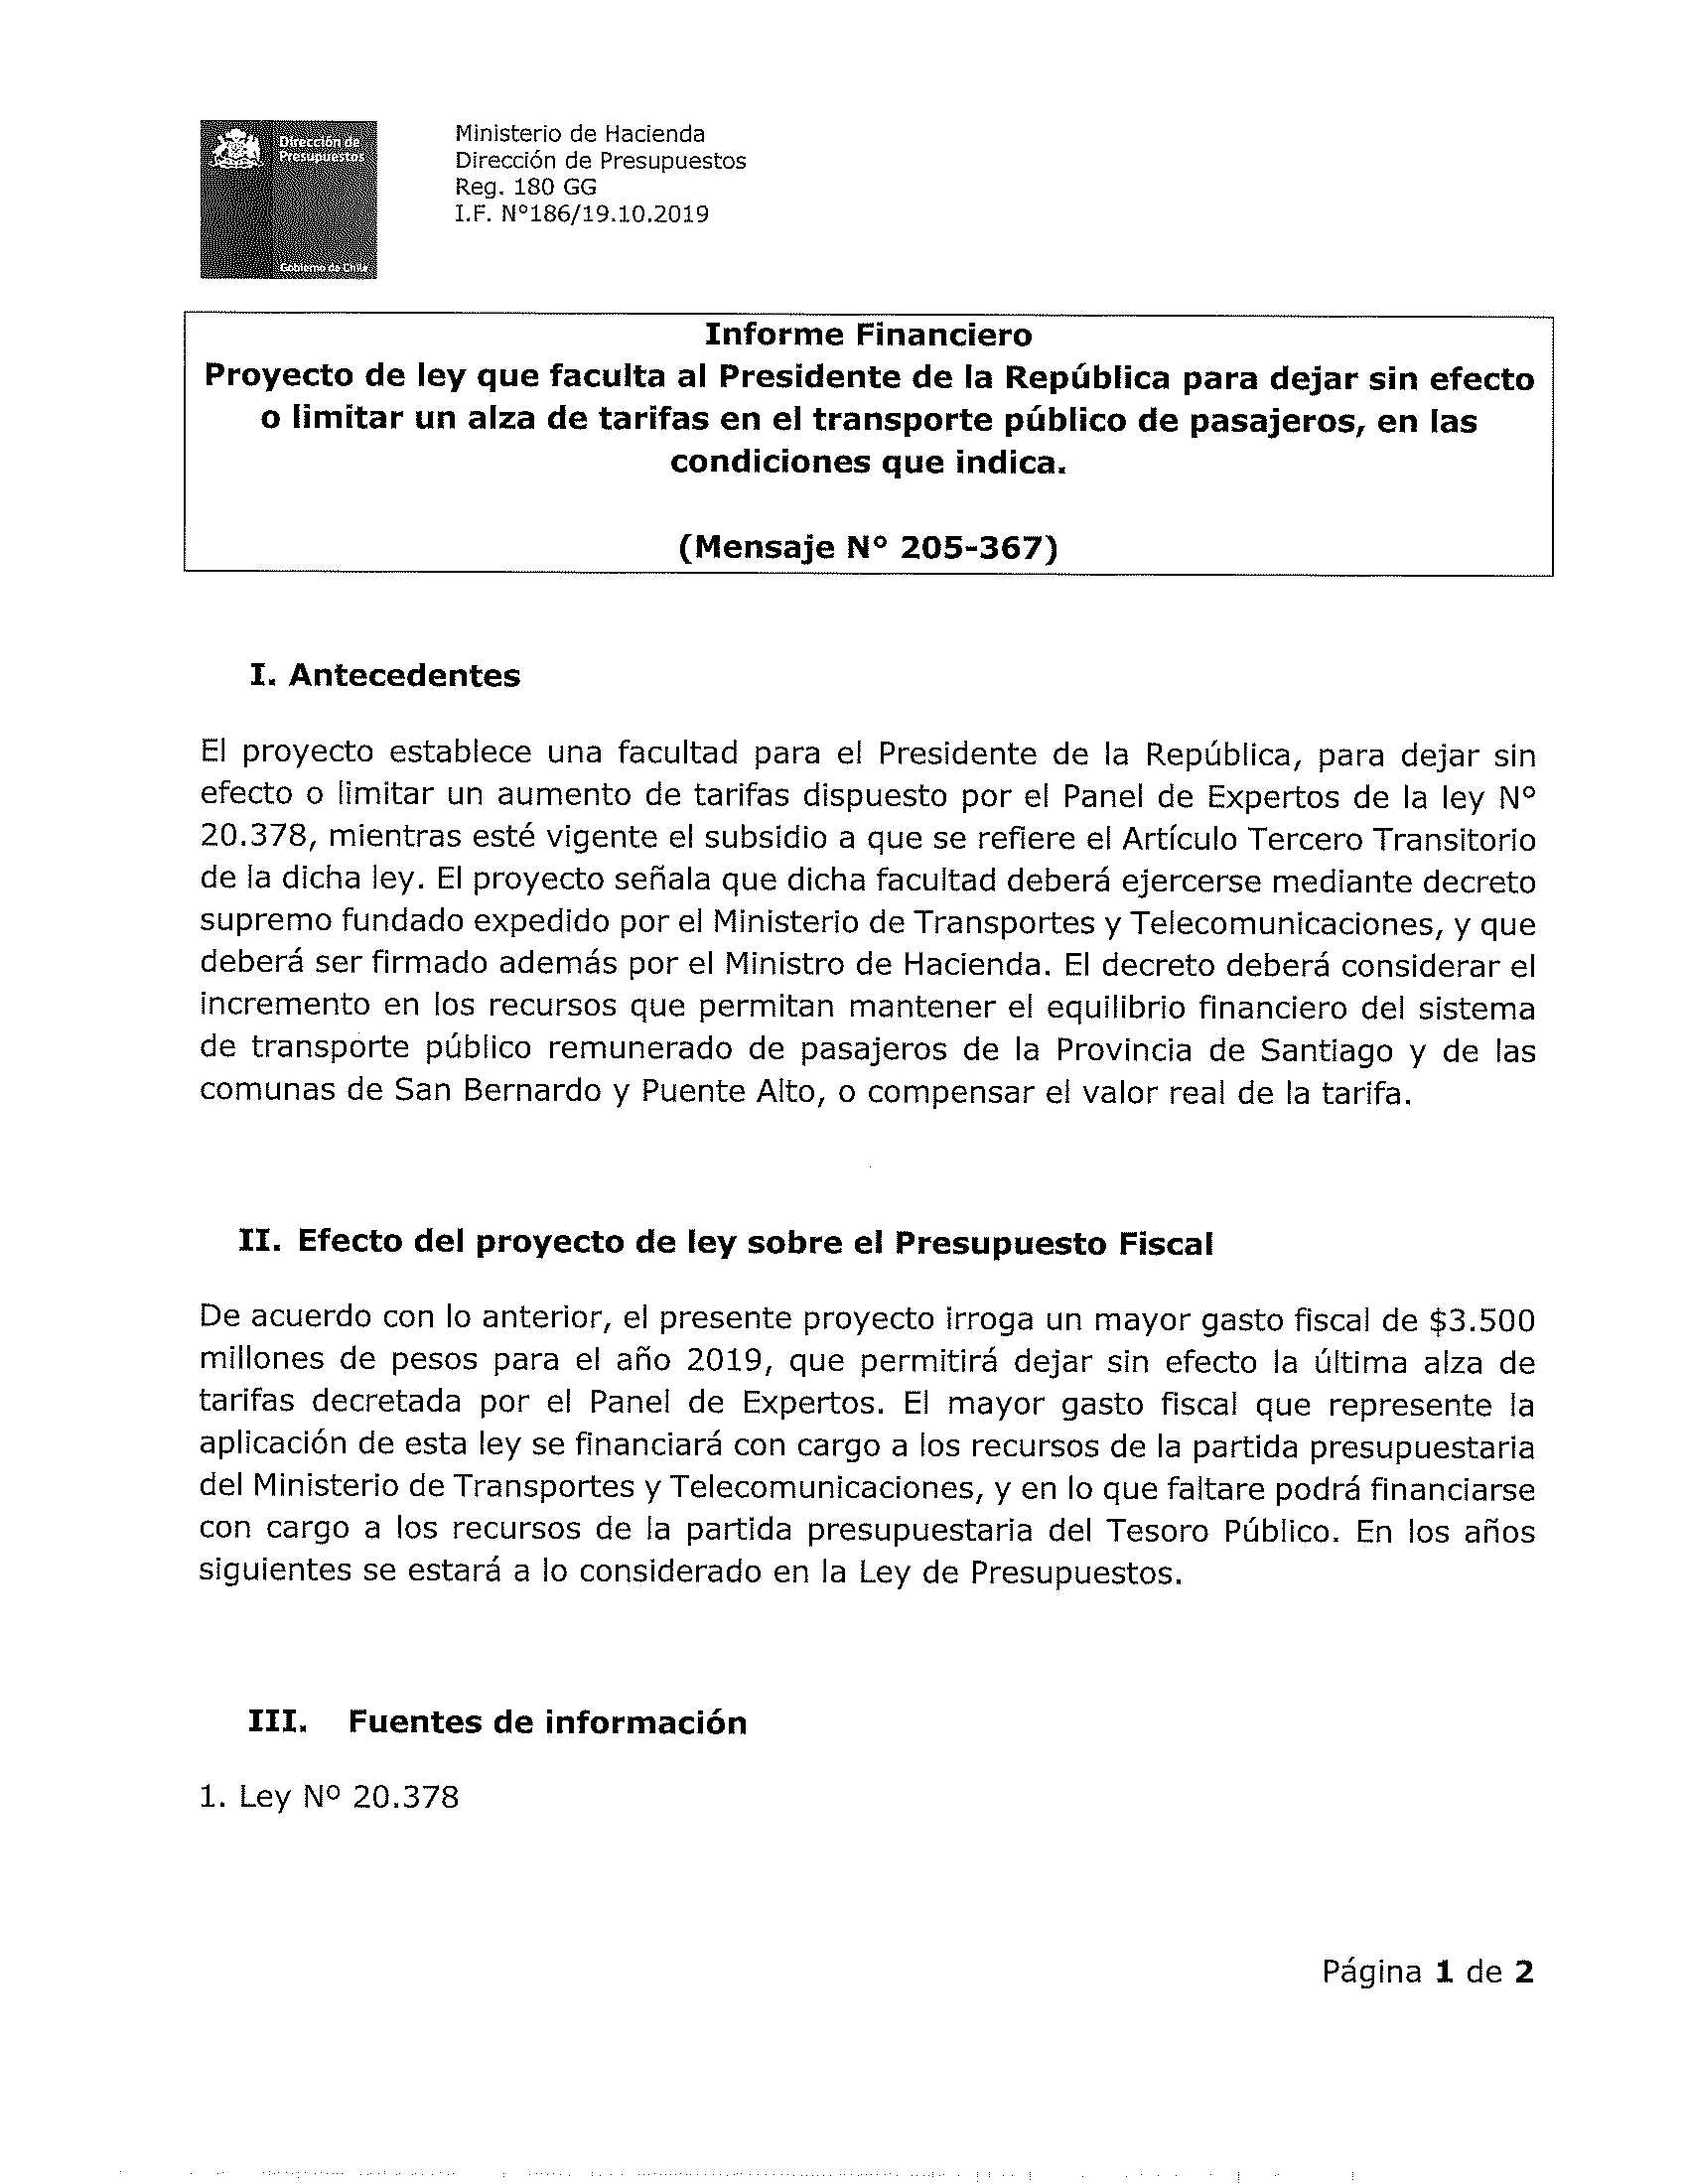 Dirección de
Presupuestos
Gobierno de Chile
Ministerio de Hacienda
Dirección de Presupuestos
Reg. 180 GG
I.F. N°186/19.10.2019
Informe Financiero
Proyecto de ley que faculta al Presidente de la República para dejar sin efecto
o limitar un alza de tarifas en el transporte público de pasajeros, en las
condiciones que indica.
(Mensaje N° 205-367)
I. Antecedentes
El proyecto establece una facultad para el Presidente de la República, para dejar sin
efecto o limitar un aumento de tarifas dispuesto por el Panel de Expertos de la ley N°
20.378, mientras esté vigente el subsidio a que se refiere el Artículo Tercero Transitorio
de la dicha ley. El proyecto señala que dicha facultad deberá ejercerse mediante decreto
supremo fundado expedido por el Ministerio de Transportes y Telecomunicaciones, y que
deberá ser firmado además por el Ministro de Hacienda. El decreto deberá considerar el
incremento en los recursos que permitan mantener el equilibrio financiero del sistema
de transporte público remunerado de pasajeros de la Provincia de Santiago y de las
comunas de San Bernardo y Puente Alto, o compensar el valor real de la tarifa.
II. Efecto del proyecto de ley sobre el Presupuesto Fiscal
De acuerdo con lo anterior, el presente proyecto irroga un mayor gasto fiscal de $3.500
millones de pesos para el año 2019, que permitirá dejar sin efecto la última alza de
tarifas decretada por el Panel de Expertos. El mayor gasto fiscal que represente la
aplicación de esta ley se financiará con cargo a los recursos de la partida presupuestaria
del Ministerio de Transportes y Telecomunicaciones, y en lo que faltare podrá financiarse
con cargo a los recursos de la partida presupuestaria del Tesoro Público. En los años
siguientes se estará a lo considerado en la Ley de Presupuestos.
III. Fuentes de información
1. Ley Nº 20.378
Página 1 de 2